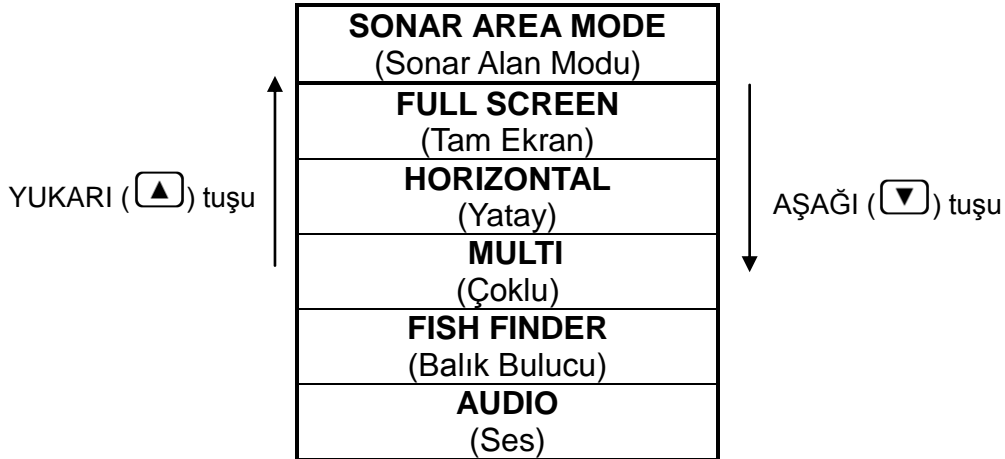 SONAR AREA MODE
(Sonar Alan Modu)
FULL SCREEN
(Tam Ekran)
HORIZONTAL
(Yatay)
YUKARI (▲) tuşu
AŞAĞI (▼) tuşu
MULTI
(Çoklu)
FISH FINDER
(Balık Bulucu)
AUDIO
(Ses)